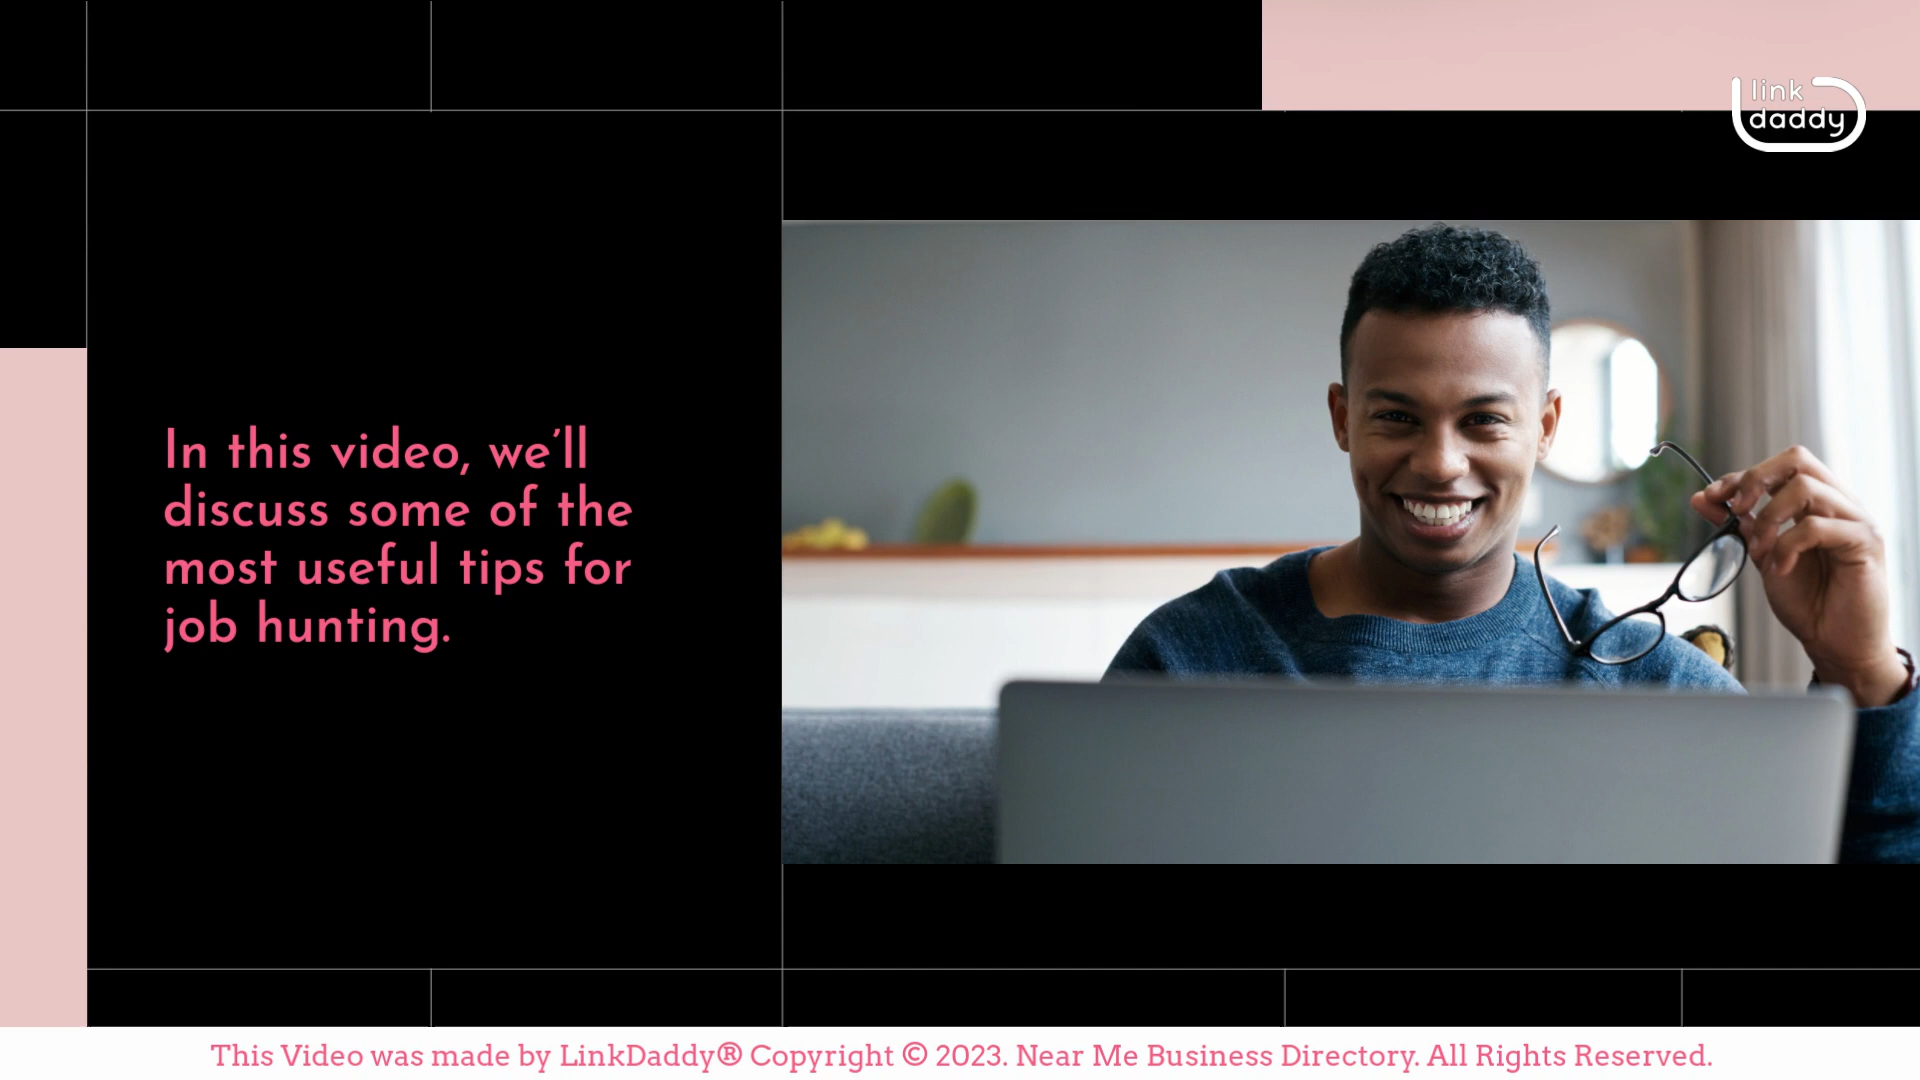 link
daddy
In this video, we’ll
discuss some of the
most useful tips for
job hunting.
This Video was made by LinkDaddy® Copyright © 2023. Near Me Business Directory. All Rights Reserved.